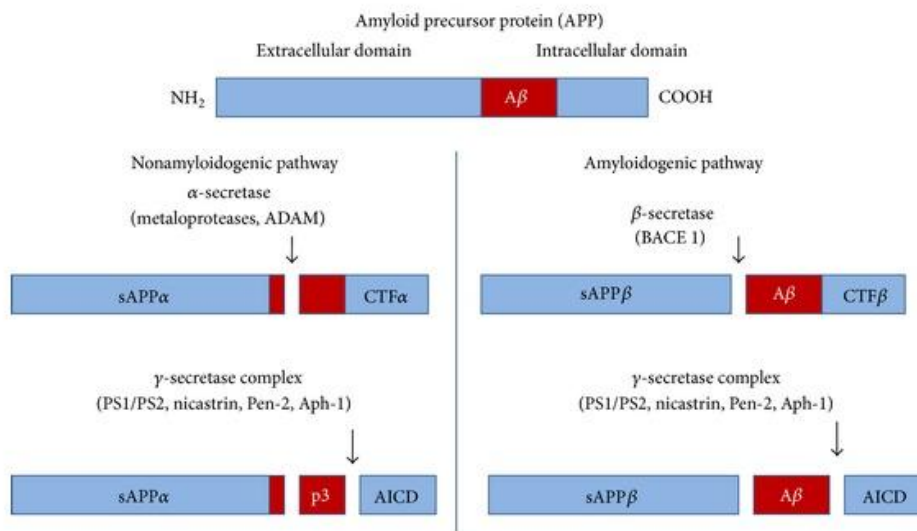 Amyloid precursor protein (APP)
Extracellular domain
Intracellular domain
NH₂
Aβ
COOH
Nonamyloidogenic pathway
α-secretase
(metaloproteases, ADAM)
sAPPα
CTFα
γ-secretase complex
(PS1/PS2, nicastrin, Pen-2, Aph-1)
sAPPα
p3
AICD
Amyloidogenic pathway
β-secretase
(BACE 1)
sAPPβ
Aβ
CTFβ
γ-secretase complex
(PS1/PS2, nicastrin, Pen-2, Aph-1)
sAPPβ
Aβ
AICD